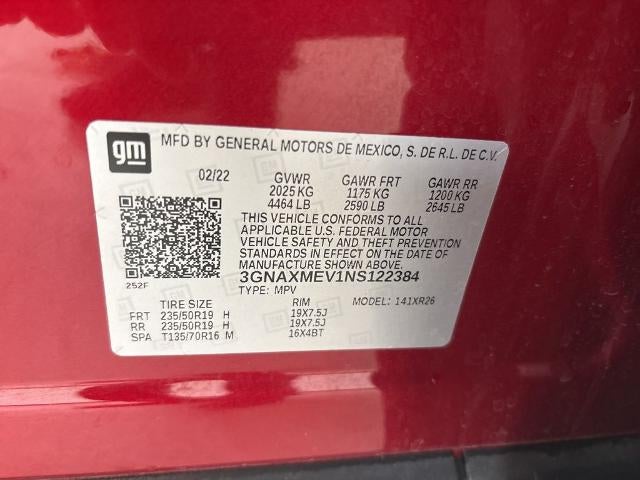 gm MFD BY GENERAL MOTORS DE MEXICO, S. DE R.L. DE C.V.
02/22 GVWR GAWR FRT GAWR RR
2025 KG 1175 KG 1200 KG
4464 LB 2590 LB 2645 LB
THIS VEHICLE CONFORMS TO ALL
APPLICABLE U.S. FEDERAL MOTOR
VEHICLE SAFETY AND THEFT PREVENTION
STANDARDS IN EFFECT ON THE DATE OF
MANUFACTURE SHOWN ABOVE.
252F 3GNAXMEV1NS122384
TYPE: MPV
TIRE SIZE RIM MODEL: 141XR26
FRT 235/50R19 H 19X7.5J
RR 235/50R19 H 19X7.5J
SPA T135/70R16 M 16X4BT